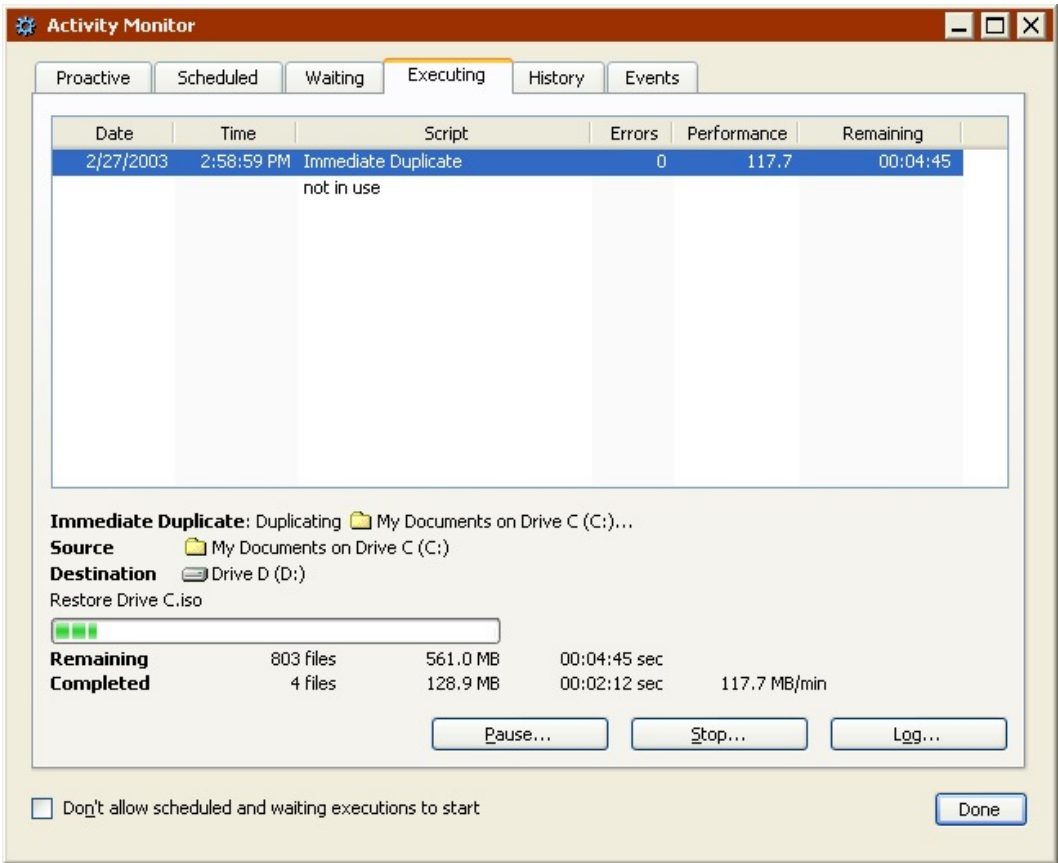 Activity Monitor
Proactive Scheduled Waiting Executing History Events
Date Time Script Errors Performance Remaining
2/27/2003 2:58:59 PM Immediate Duplicate 0 117.7 00:04:45
not in use
Immediate Duplicate: Duplicating My Documents on Drive C (C:)...
Source My Documents on Drive C (C:)
Destination Drive D (D:)
Restore Drive C.iso
Remaining 803 files 561.0 MB 00:04:45 sec
Completed 4 files 128.9 MB 00:02:12 sec 117.7 MB/min
Pause... Stop... Log...
Don't allow scheduled and waiting executions to start Done